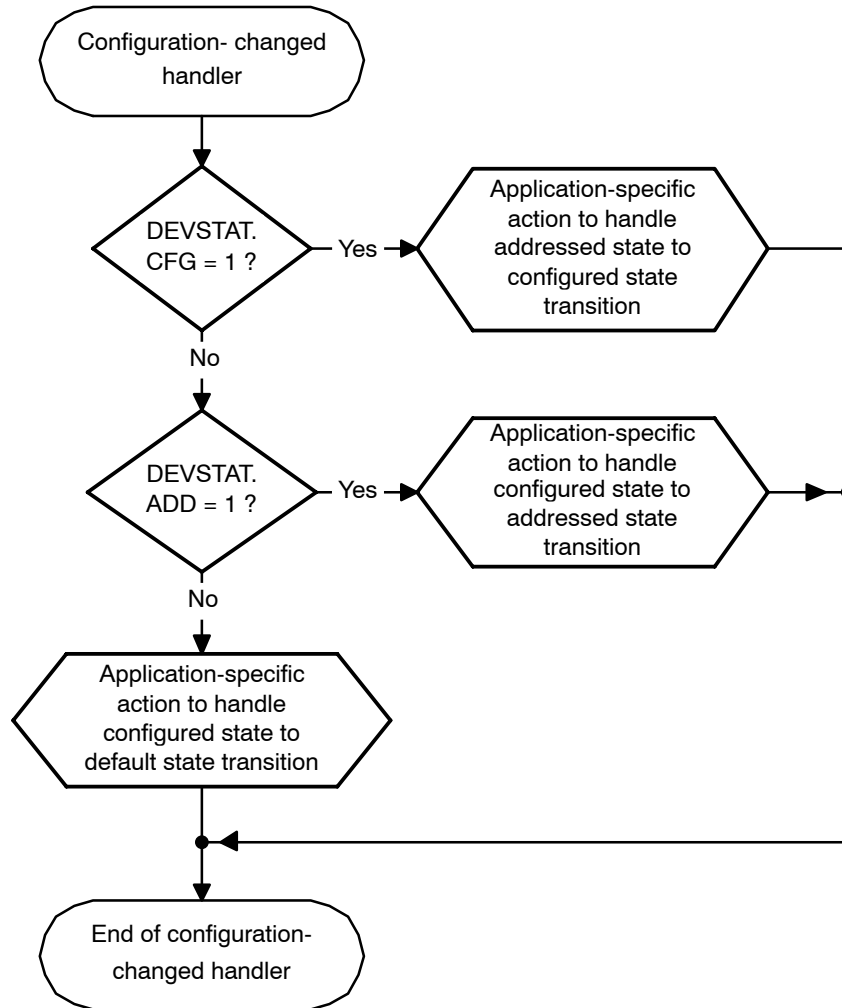 Configuration- changed
handler
DEVSTAT.
CFG = 1 ?
Yes
Application-specific
action to handle
addressed state to
configured state
transition
No
DEVSTAT.
ADD = 1 ?
Yes
Application-specific
action to handle
configured state to
addressed state
transition
No
Application-specific
action to handle
configured state to
default state transition
End of configuration-
changed handler